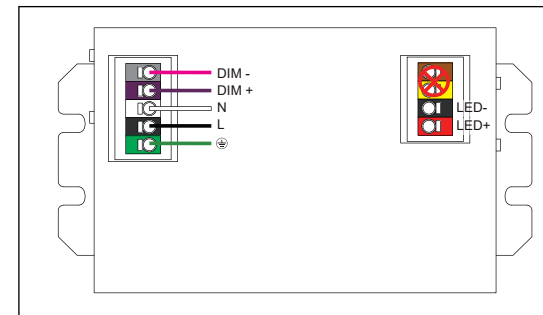 DIM -
DIM +
N
L
LED-
LED+